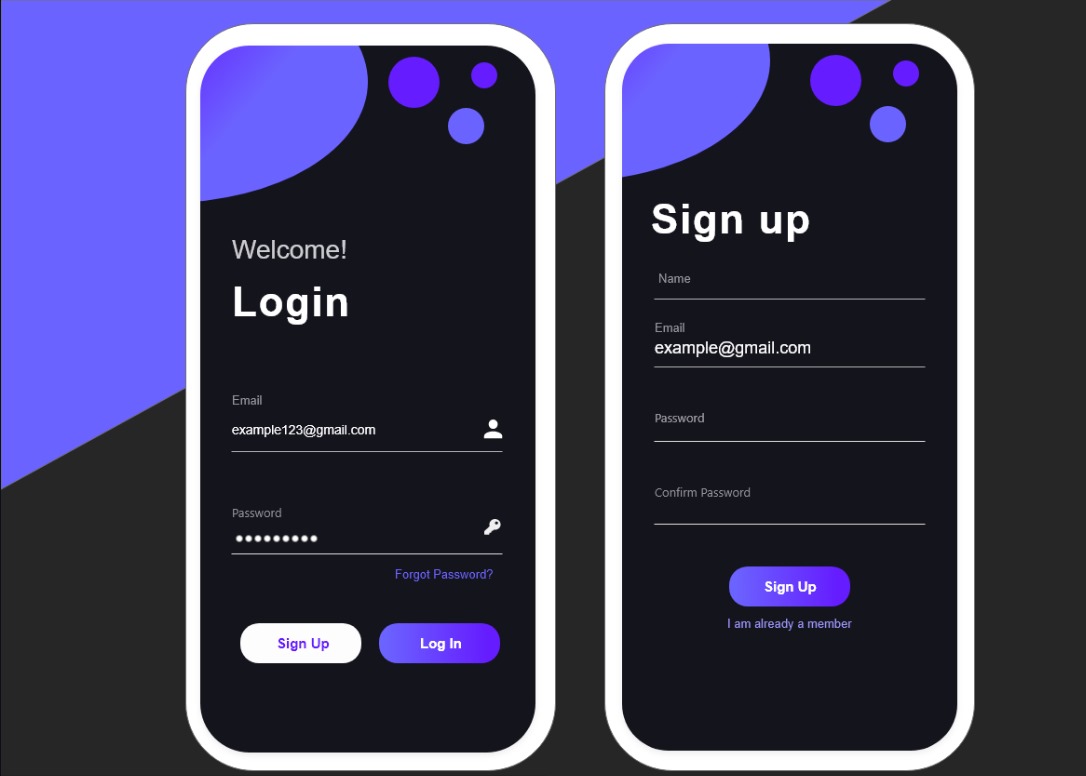 Welcome!
Login
Email
example123@gmail.com
Password
Forgot Password?
Sign Up
Log In
Sign up
Name
Email
example@gmail.com
Password
Confirm Password
Sign Up
I am already a member